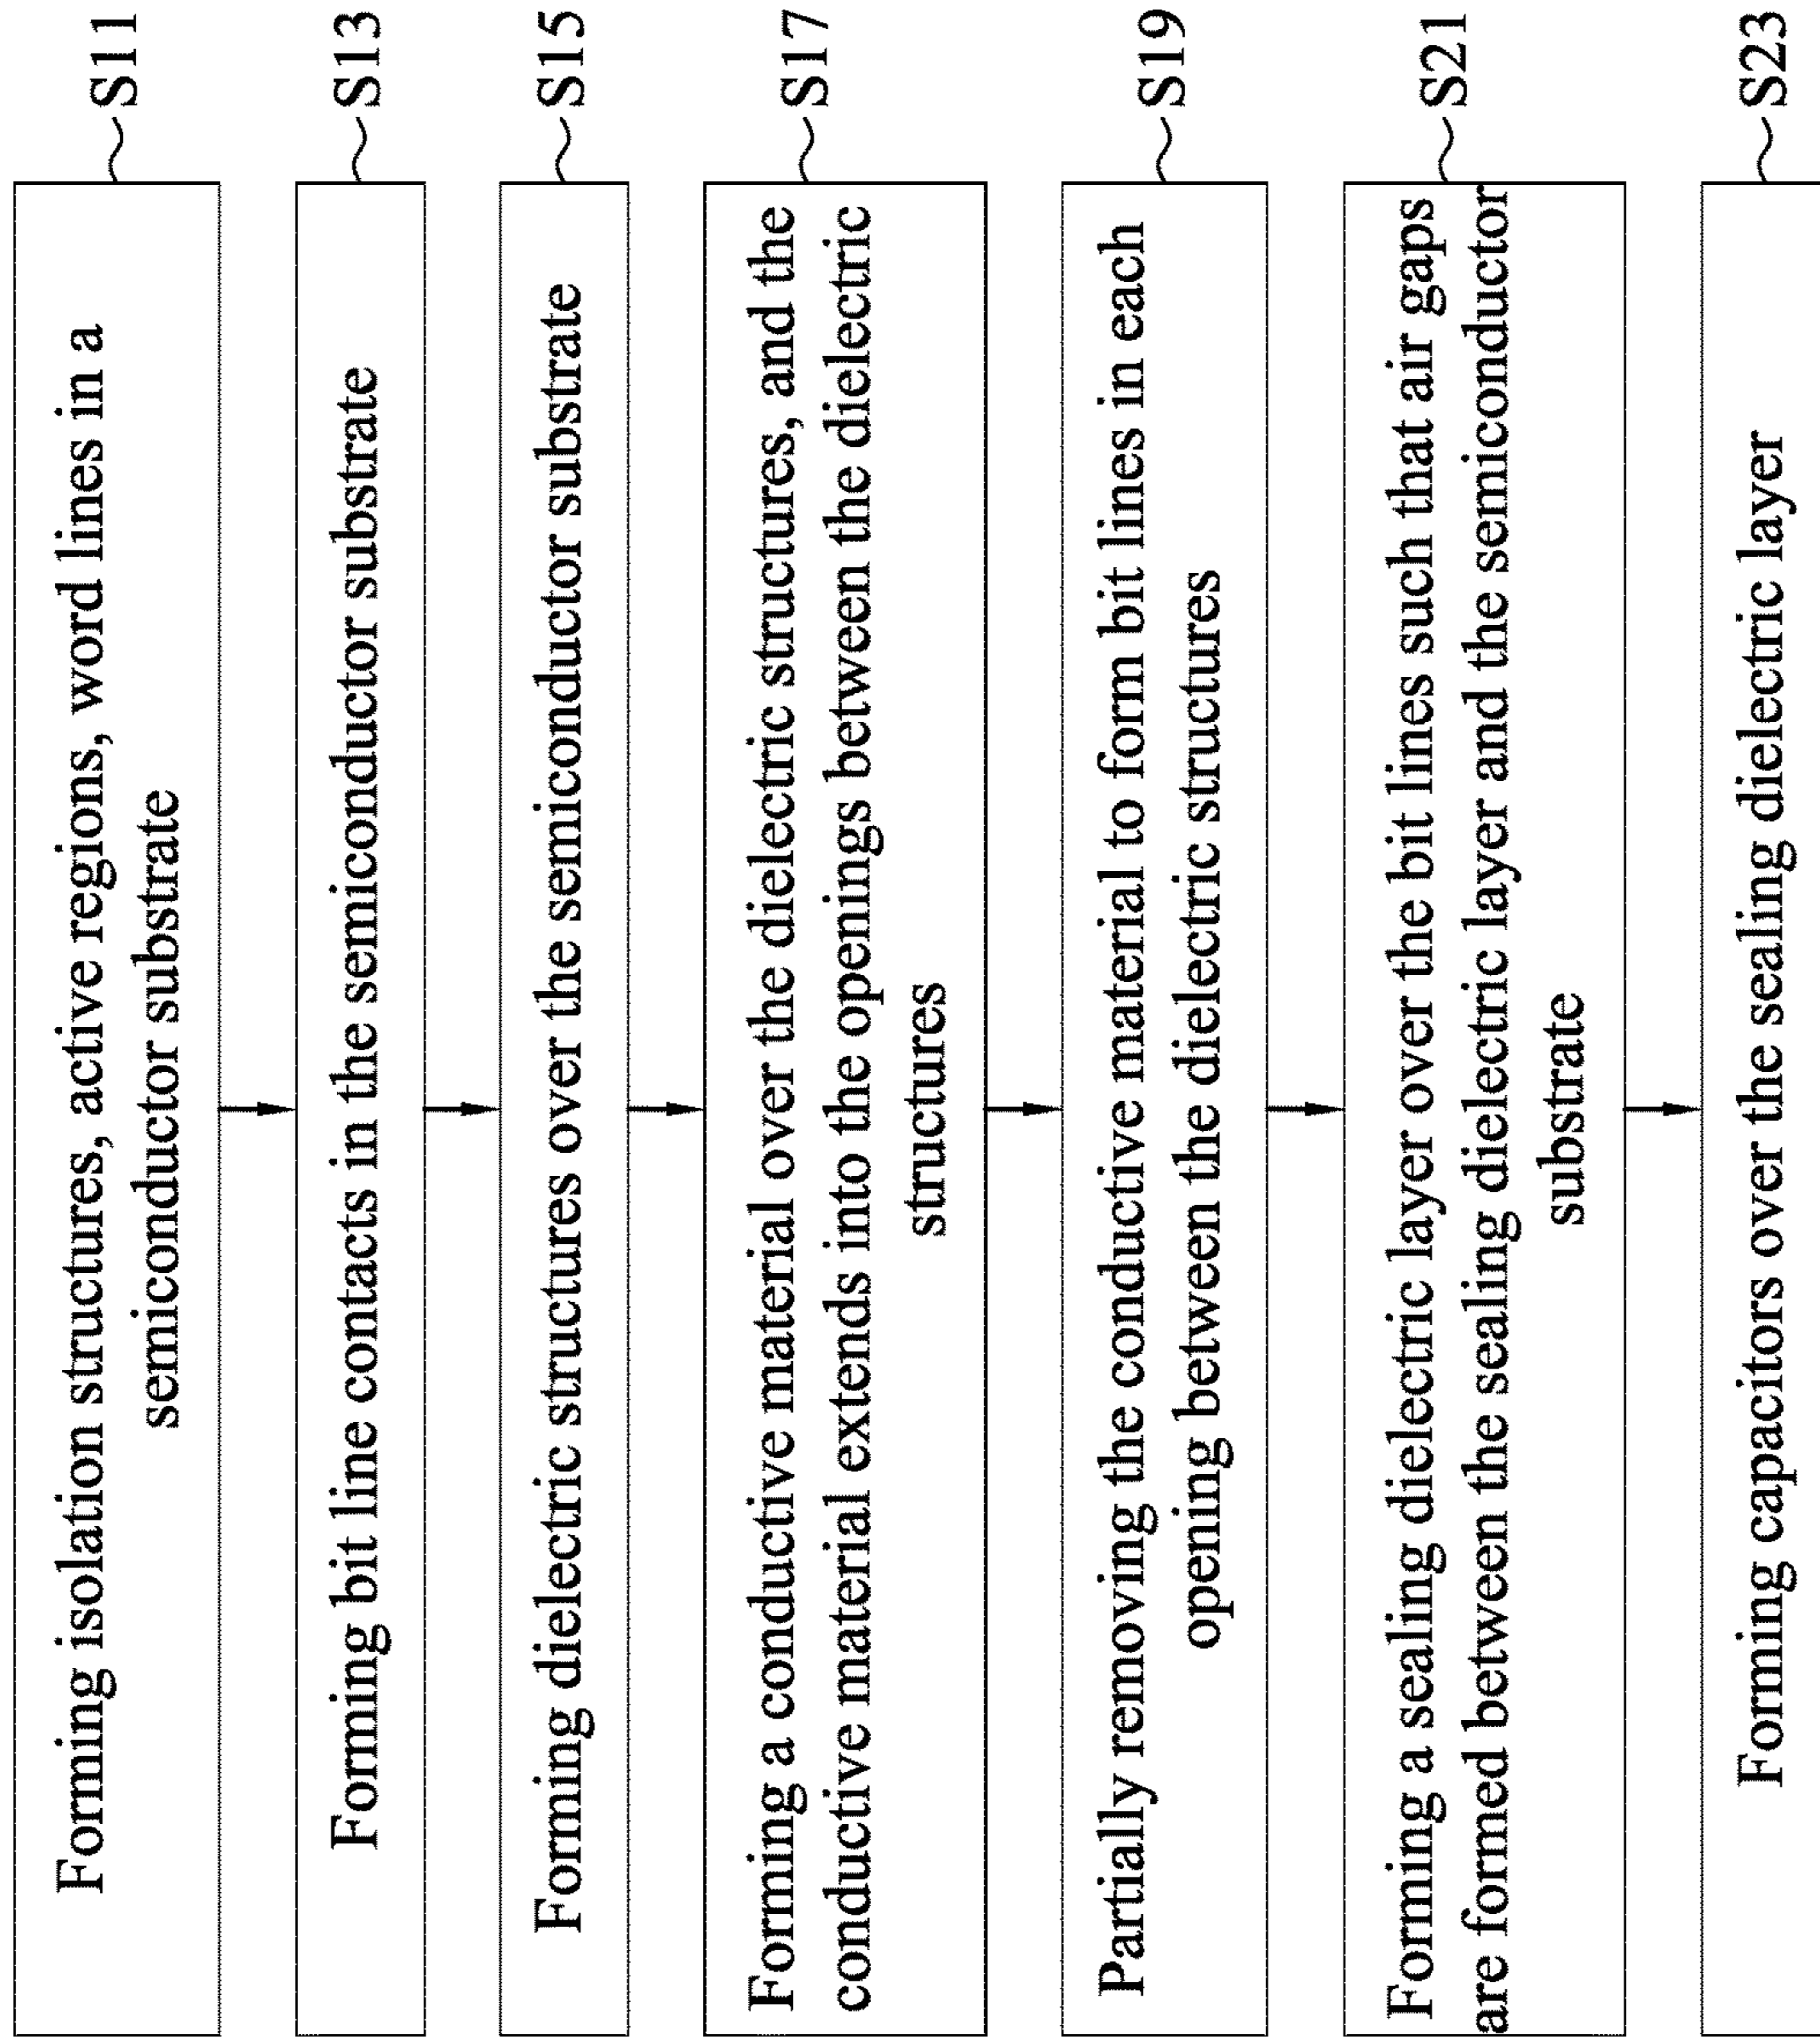 Forming isolation structures, active regions, word lines in a
semiconductor substrate
S11
Forming bit line contacts in the semiconductor substrate
S13
Forming dielectric structures over the semiconductor substrate
S15
Forming a conductive material over the dielectric structures, and the
conductive material extends into the openings between the dielectric
structures
S17
Partially removing the conductive material to form bit lines in each
opening between the dielectric structures
S19
Forming a sealing dielectric layer over the bit lines such that air gaps
are formed between the sealing dielectric layer and the semiconductor
substrate
S21
Forming capacitors over the sealing dielectric layer
S23